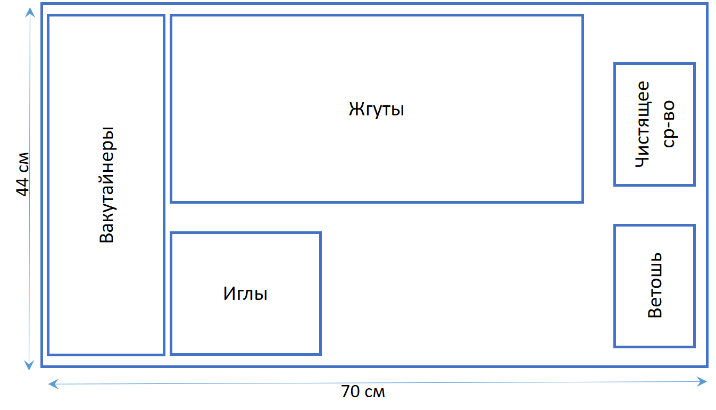 44 см
Вакутайнеры
Жгуты
Чистящее
ср-во
Иглы
Ветошь
70 см